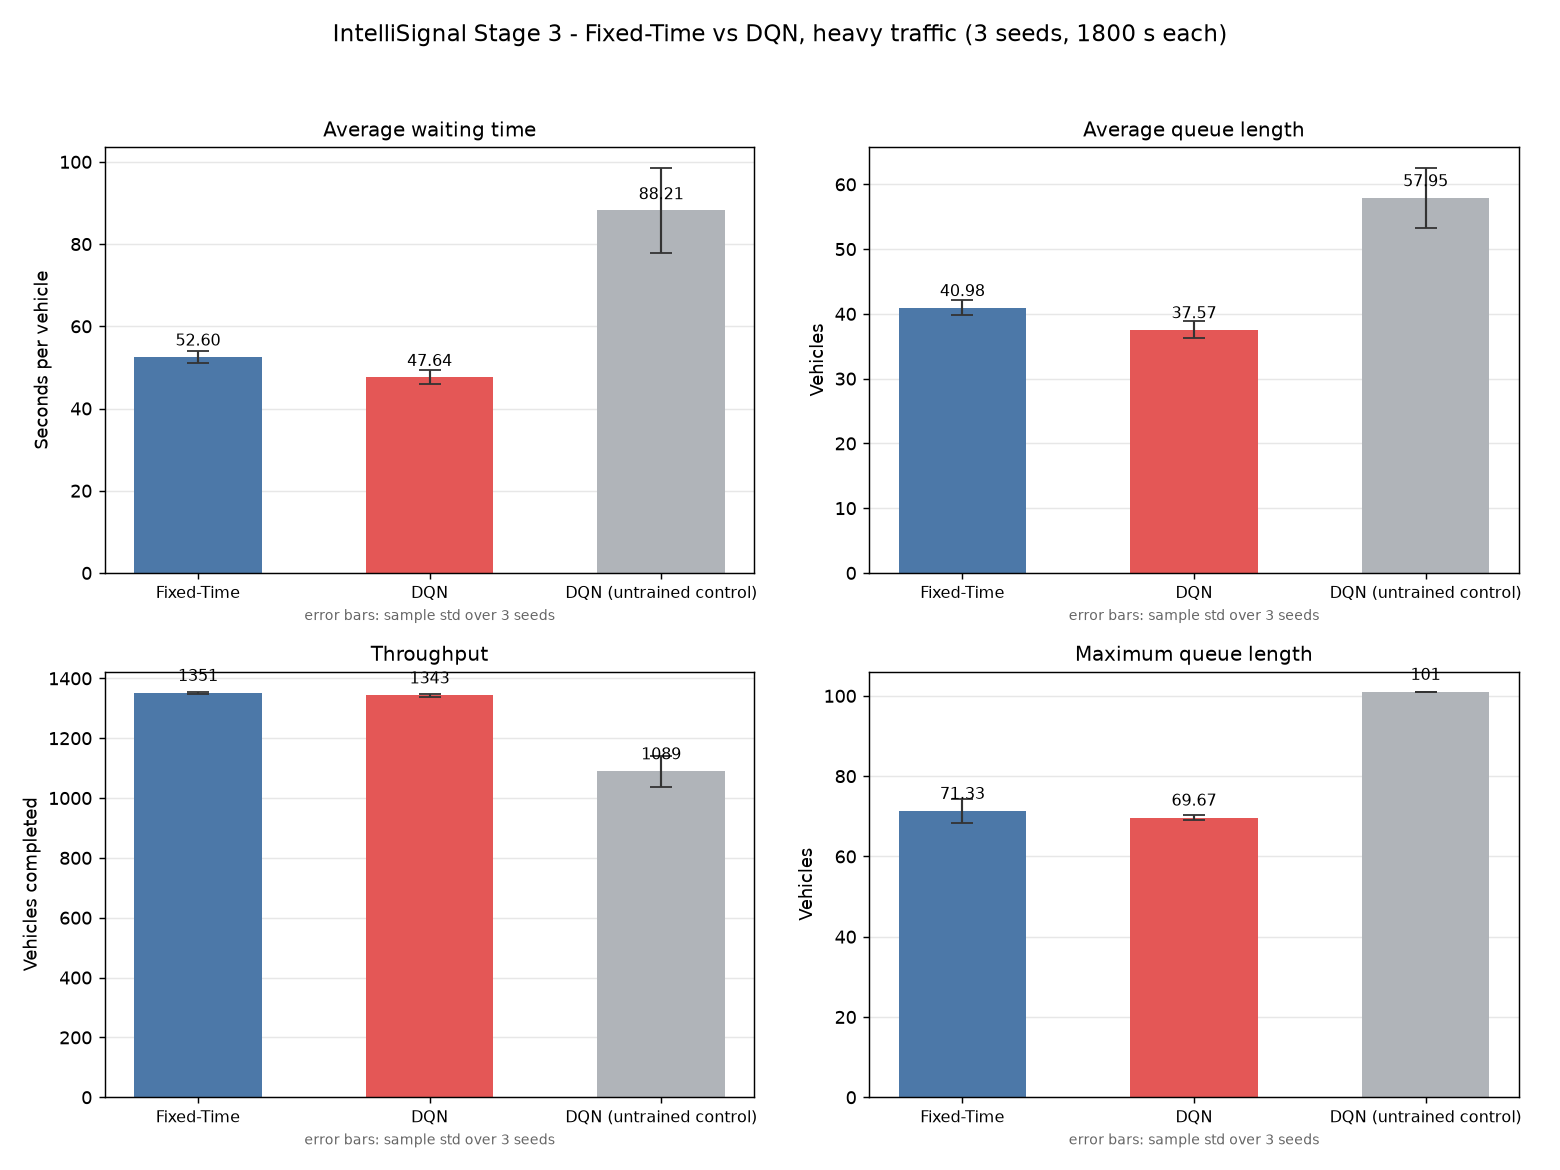 IntelliSignal Stage 3 - Fixed-Time vs DQN, heavy traffic (3 seeds, 1800 s each)
Average waiting time
Seconds per vehicle
100
80
60
40
20
0
52.60
47.64
88.21
Fixed-Time
DQN
DQN (untrained control)
error bars: sample std over 3 seeds
Average queue length
Vehicles
60
50
40
30
20
10
0
40.98
37.57
57.95
Fixed-Time
DQN
DQN (untrained control)
error bars: sample std over 3 seeds
Throughput
Vehicles completed
1400
1200
1000
800
600
400
200
0
1351
1343
1089
Fixed-Time
DQN
DQN (untrained control)
error bars: sample std over 3 seeds
Maximum queue length
Vehicles
100
80
60
40
20
0
71.33
69.67
101
Fixed-Time
DQN
DQN (untrained control)
error bars: sample std over 3 seeds